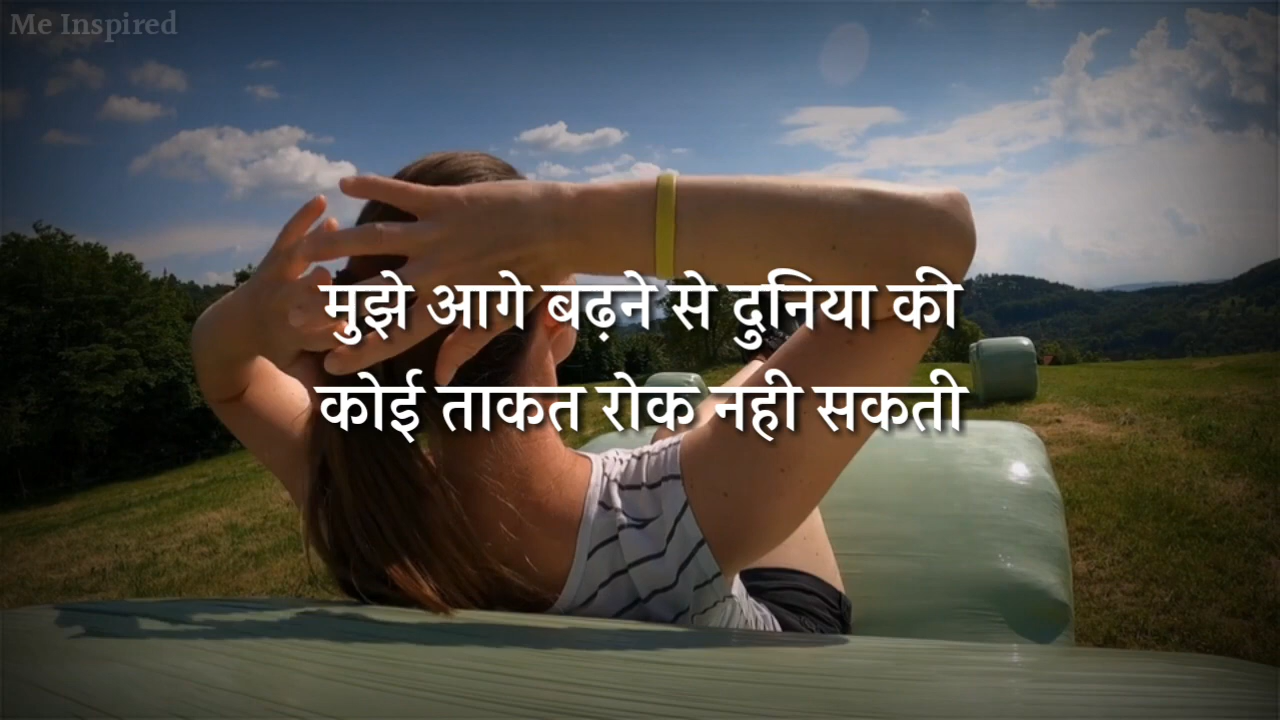 Me Inspired
मुझे आगे बढ़ने से दुनिया की
कोई ताकत रोक नही सकती